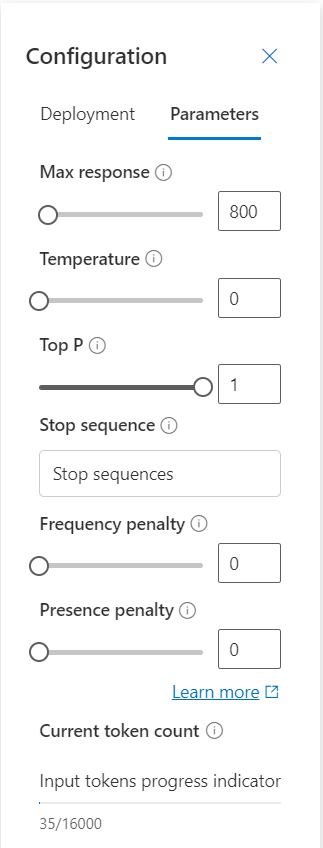 Configuration
Deployment Parameters
Max response
800
Temperature
0
Top P
1
Stop sequence
Stop sequences
Frequency penalty
0
Presence penalty
0
Learn more
Current token count
Input tokens progress indicator
35/16000